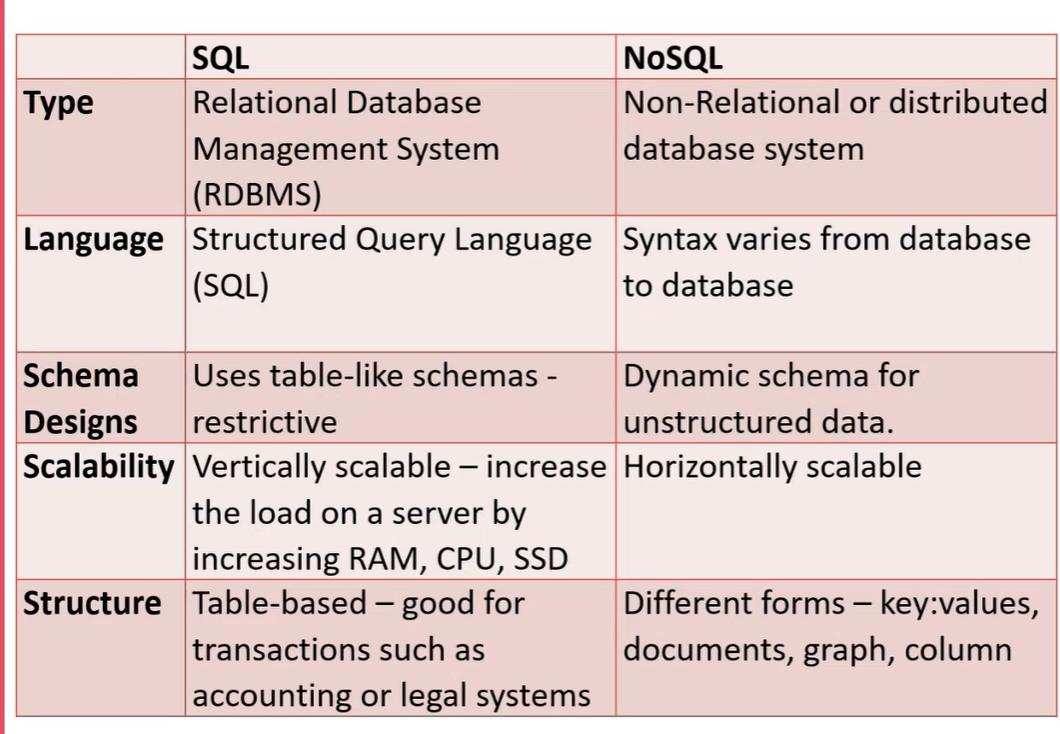 SQL NoSQL
Type Relational Database Non-Relational or distributed
Management System database system
(RDBMS)
Language Structured Query Language Syntax varies from database
(SQL) to database
Schema Uses table-like schemas - Dynamic schema for
Designs restrictive unstructured data.
Scalability Vertically scalable – increase Horizontally scalable
the load on a server by
increasing RAM, CPU, SSD
Structure Table-based – good for Different forms – key:values,
transactions such as documents, graph, column
accounting or legal systems